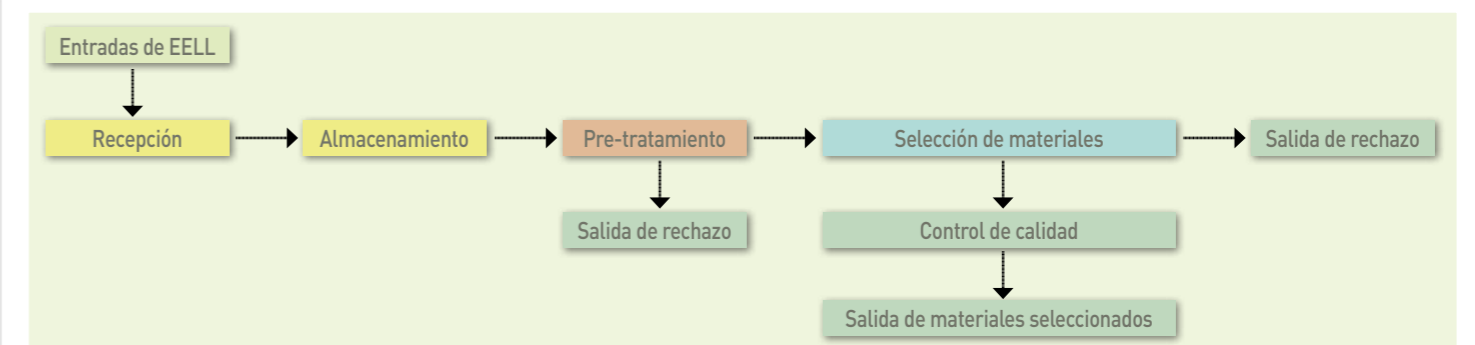 Entradas de EELL
Recepción
Almacenamiento
Pre-tratamiento
Selección de materiales
Salida de rechazo
Salida de rechazo
Control de calidad
Salida de materiales seleccionados